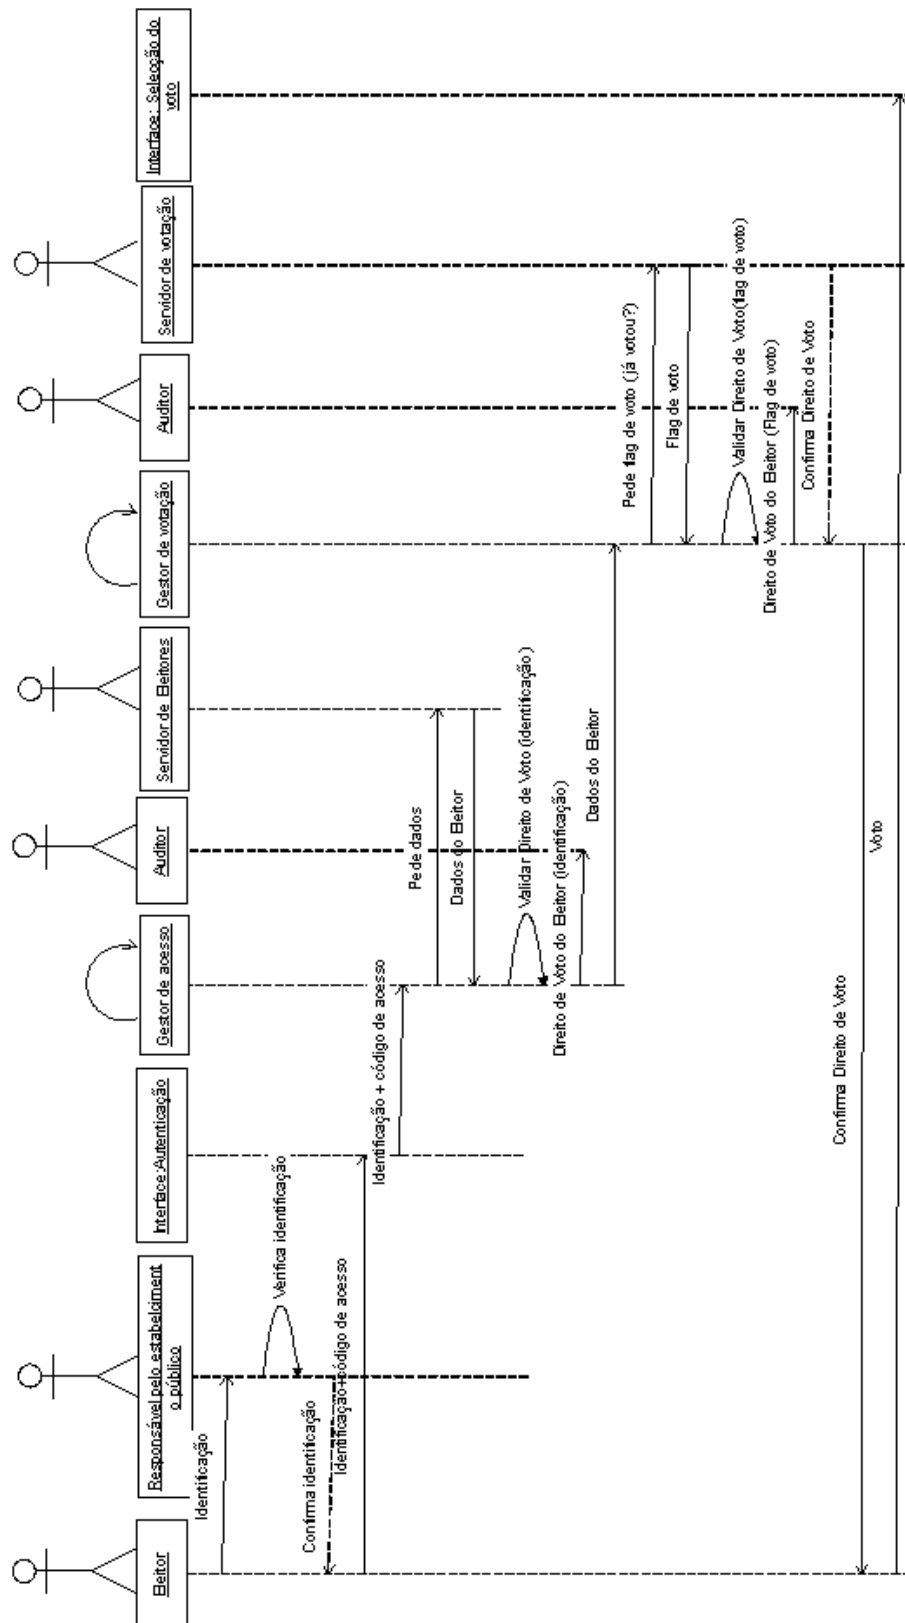 Eleitor
Responsável pelo estabeleciment
o público
Interface:Autenticação
Gestor de acesso
Auditor
Servidor de Eleitores
Gestor de votação
Auditor
Servidor de votação
Interface: Selecção do
voto
Identificação
Verifica identificação
Confirma identificação
Identificação+código de acesso
Identificação + código de acesso
Pede dados
Dados do Eleitor
Validar Direito de Voto (identificação)
Direito de Voto do Eleitor (identificação)
Dados do Eleitor
Pede flag de voto (já votou?)
Flag de voto
Validar Direito de Voto(flag de voto)
Direito de Voto do Eleitor (Flag de voto)
Confirma Direito de Voto
Confirma Direito de Voto
Voto